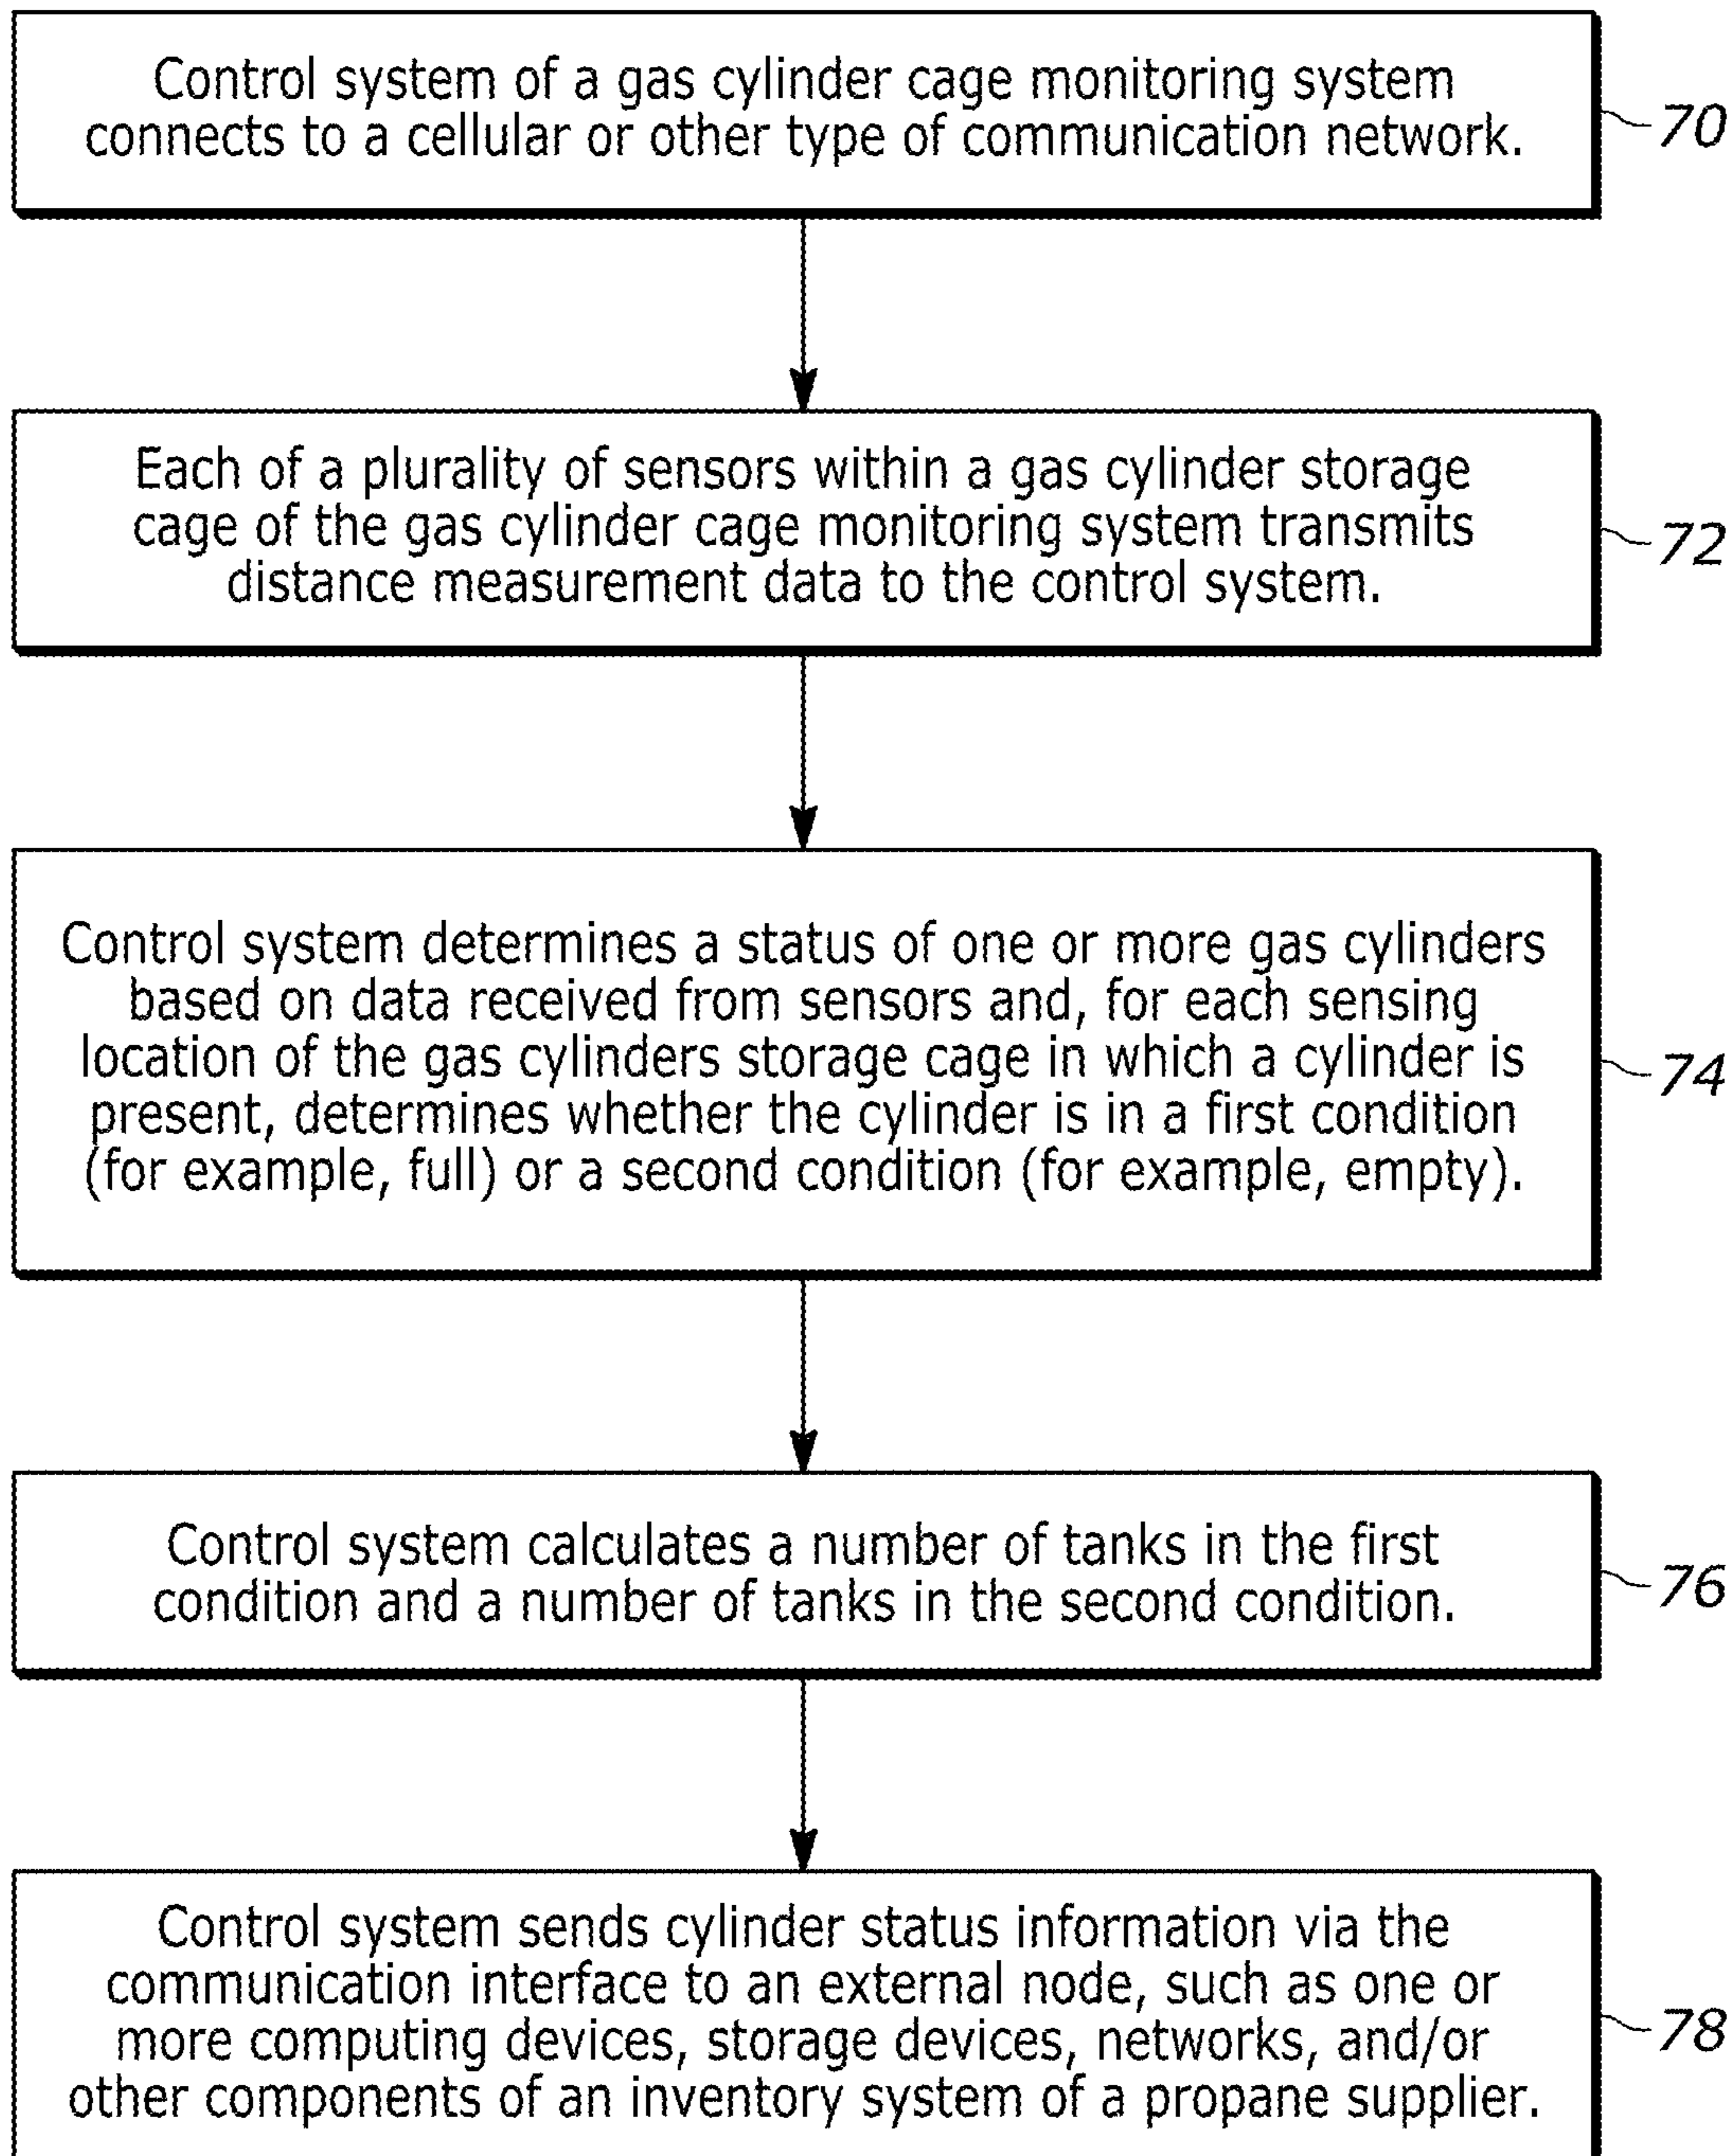 Control system of a gas cylinder cage monitoring system
connects to a cellular or other type of communication network.
70
Each of a plurality of sensors within a gas cylinder storage
cage of the gas cylinder cage monitoring system transmits
distance measurement data to the control system.
72
Control system determines a status of one or more gas cylinders
based on data received from sensors and, for each sensing
location of the gas cylinders storage cage in which a cylinder is
present, determines whether the cylinder is in a first condition
(for example, full) or a second condition (for example, empty).
74
Control system calculates a number of tanks in the first
condition and a number of tanks in the second condition.
76
Control system sends cylinder status information via the
communication interface to an external node, such as one or
more computing devices, storage devices, networks, and/or
other components of an inventory system of a propane supplier.
78